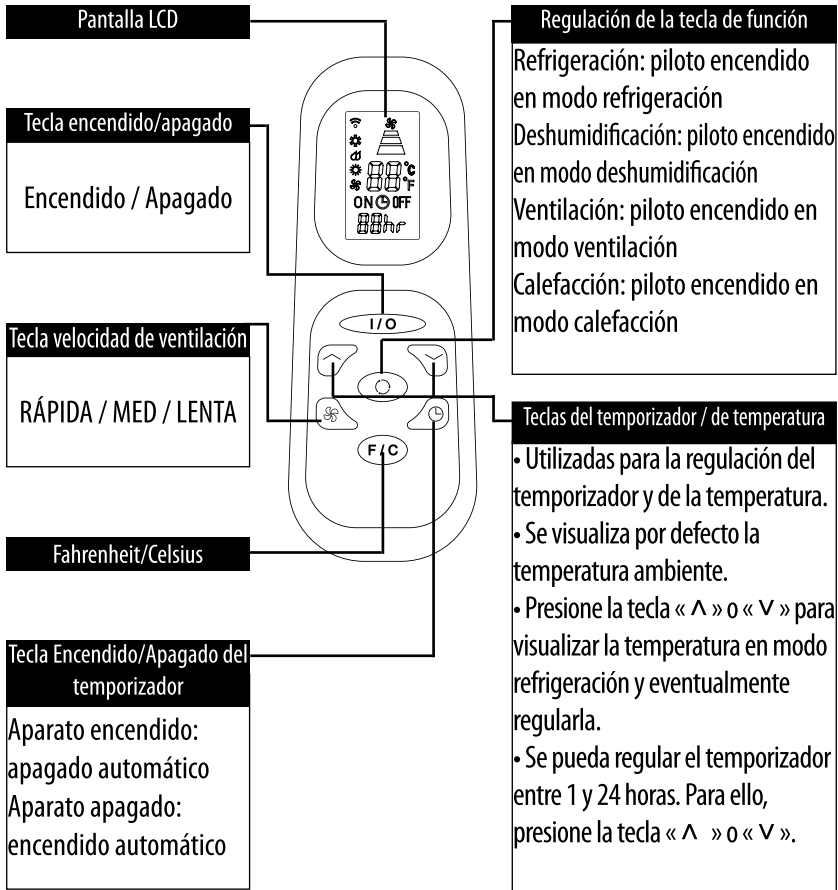 Pantalla LCD
Tecla encendido/apagado
Encendido / Apagado
Tecla velocidad de ventilación
RÁPIDA / MED / LENTA
Fahrenheit/Celsius
Tecla Encendido/Apagado del
temporizador
Aparato encendido:
apagado automático
Aparato apagado:
encendido automático
°C
°F
ON OFF
88hr
I/O
F/C
Regulación de la tecla de función
Refrigeración: piloto encendido
en modo refrigeración
Deshumidificación: piloto encendido
en modo deshumidificación
Ventilación: piloto encendido en
modo ventilación
Calefacción: piloto encendido en
modo calefacción
Teclas del temporizador / de temperatura
• Utilizadas para la regulación del
temporizador y de la temperatura.
• Se visualiza por defecto la
temperatura ambiente.
• Presione la tecla « ᐱ » o « ᐯ » para
visualizar la temperatura en modo
refrigeración y eventualmente
regularla.
• Se pueda regular el temporizador
entre 1 y 24 horas. Para ello,
presione la tecla « ᐱ » o « ᐯ ».